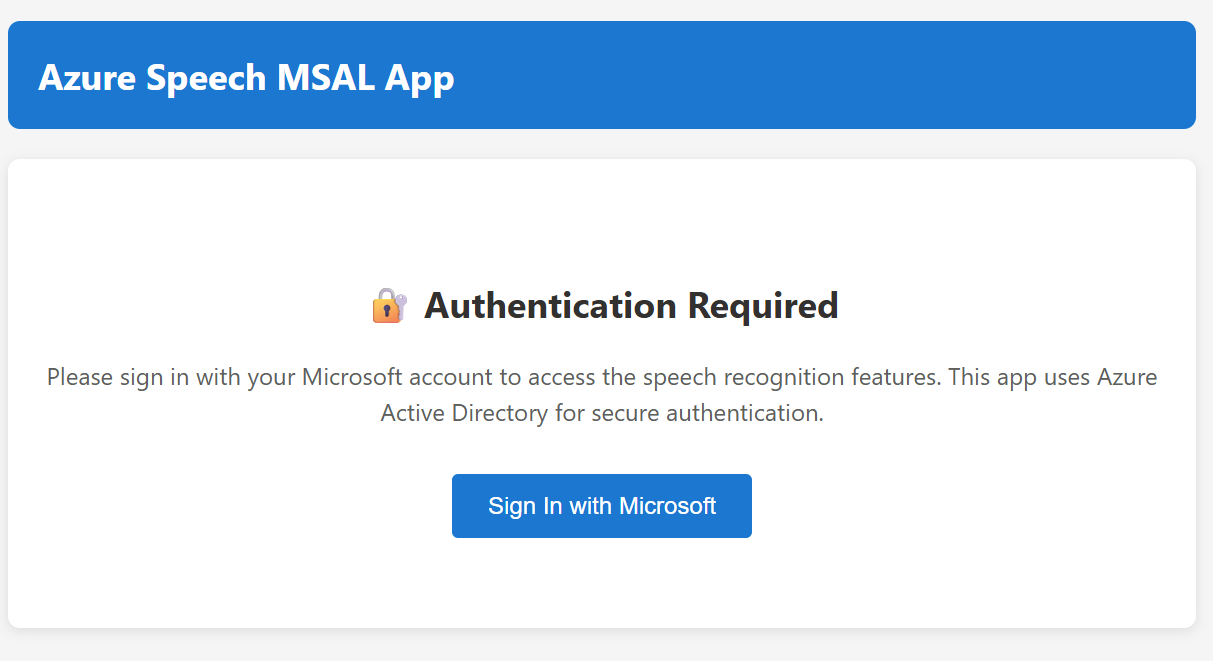 Azure Speech MSAL App
🔐 Authentication Required
Please sign in with your Microsoft account to access the speech recognition features. This app uses Azure
Active Directory for secure authentication.
Sign In with Microsoft